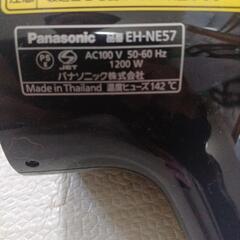 Panasonic 品番 EH-NE57
PS E JET
AC100 V 50-60 Hz
1200 W
パナソニック株式会社
Made in Thailand 温度ヒューズ 142 ℃